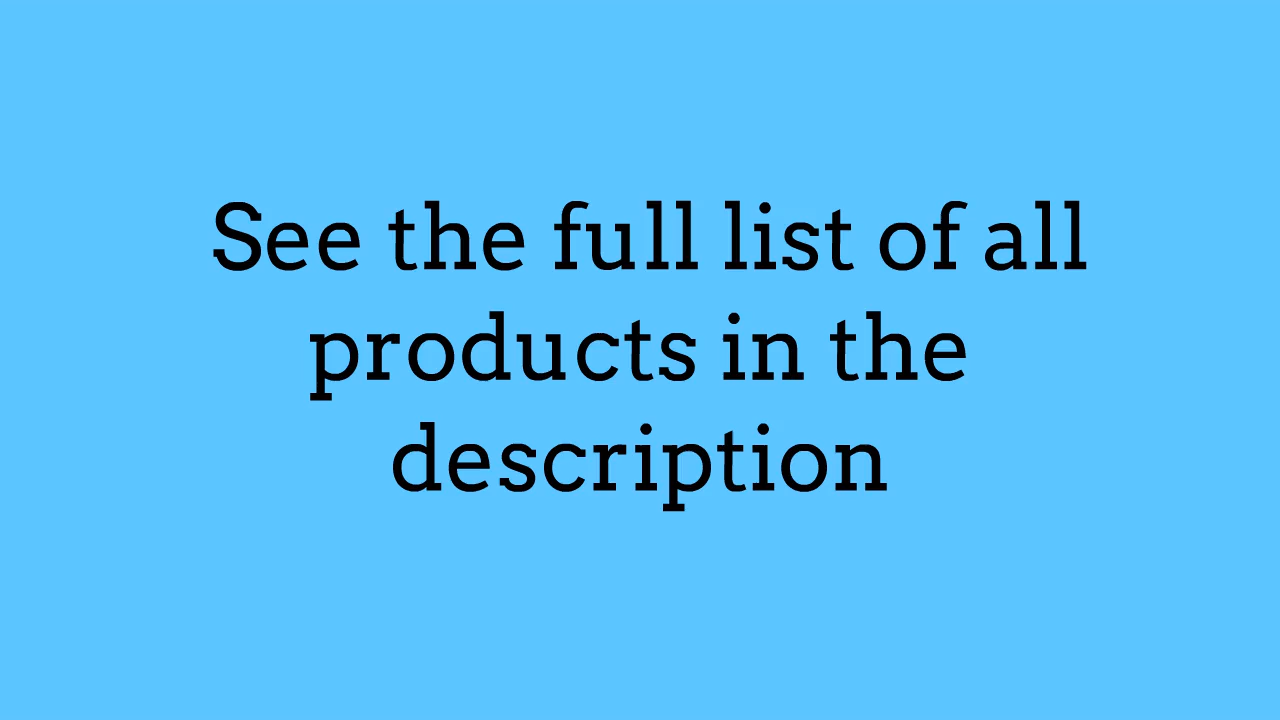 See the full list of all
products in the
description